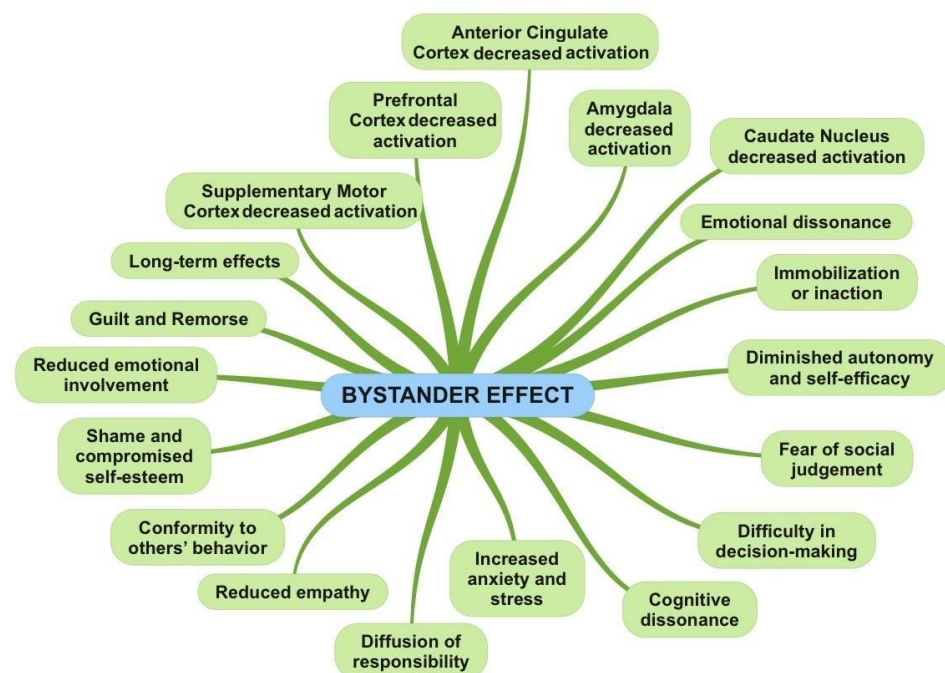 Anterior Cingulate
Cortex decreased activation
Prefrontal
Cortex decreased
activation
Amygdala
decreased
activation
Caudate Nucleus
decreased activation
Supplementary Motor
Cortex decreased activation
Emotional dissonance
Long-term effects
Immobilization
or inaction
Guilt and Remorse
Reduced emotional
involvement
Diminished autonomy
and self-efficacy
BYSTANDER EFFECT
Shame and
compromised
self-esteem
Fear of social
judgement
Conformity to
others’ behavior
Difficulty in
decision-making
Reduced empathy
Increased
anxiety and
stress
Cognitive
dissonance
Diffusion of
responsibility